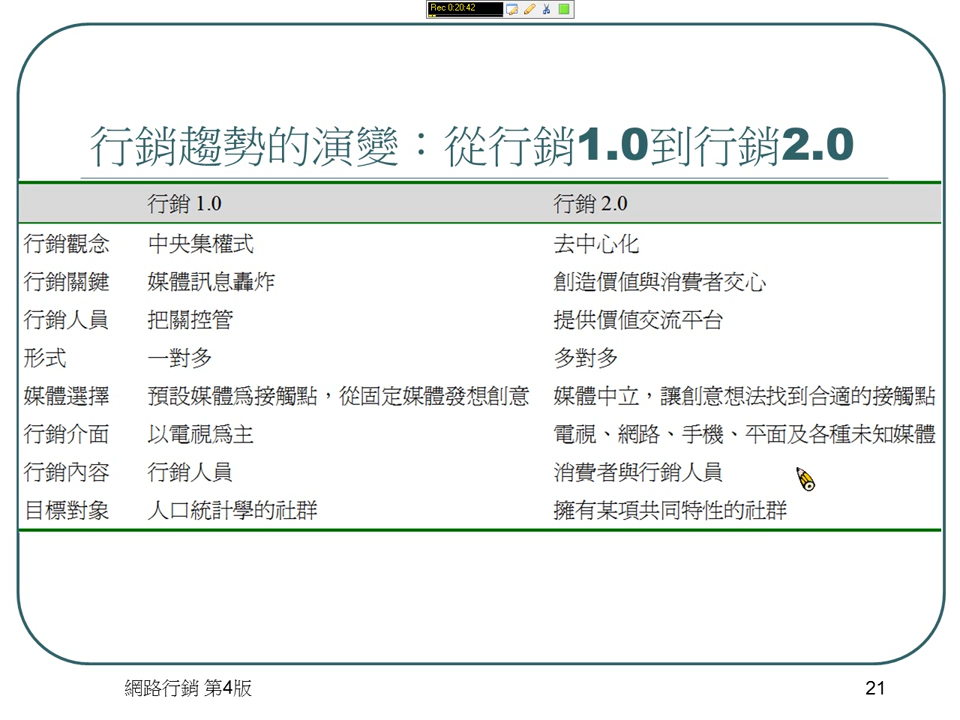 Rec 0:20:42
行銷趨勢的演變：從行銷1.0到行銷2.0
行銷 1.0 行銷 2.0
行銷觀念 中央集權式 去中心化
行銷關鍵 媒體訊息轟炸 創造價值與消費者交心
行銷人員 把關控管 提供價值交流平台
形式 一對多 多對多
媒體選擇 預設媒體為接觸點，從固定媒體發想創意 媒體中立，讓創意想法找到合適的接觸點
行銷介面 以電視為主 電視、網路、手機、平面及各種未知媒體
行銷內容 行銷人員 消費者與行銷人員
目標對象 人口統計學的社群 擁有某項共同特性的社群
網路行銷 第4版 21